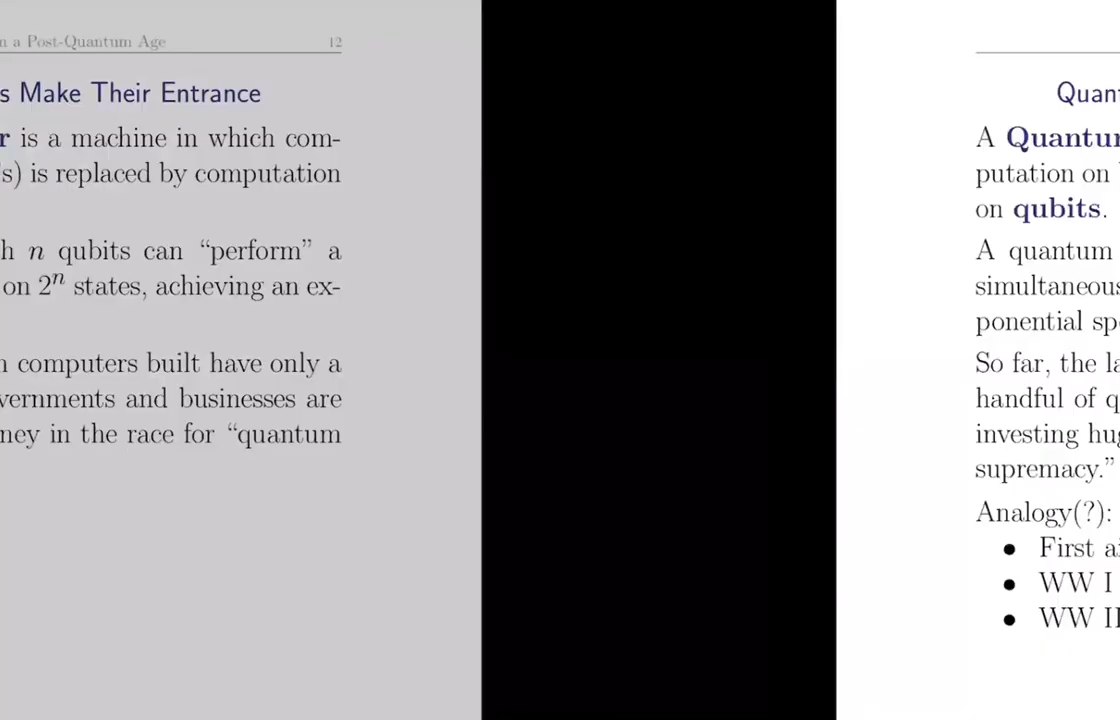 n a Post-Quantum Age 12
s Make Their Entrance
r is a machine in which com-
's) is replaced by computation
h n qubits can “perform” a
on 2ⁿ states, achieving an ex-
n computers built have only a
vernments and businesses are
ney in the race for “quantum
Quant
A Quantum
putation on
on qubits.
A quantum
simultaneous
ponential spe
So far, the la
handful of q
investing hug
supremacy.”
Analogy(?):
• First ai
• WW I
• WW II